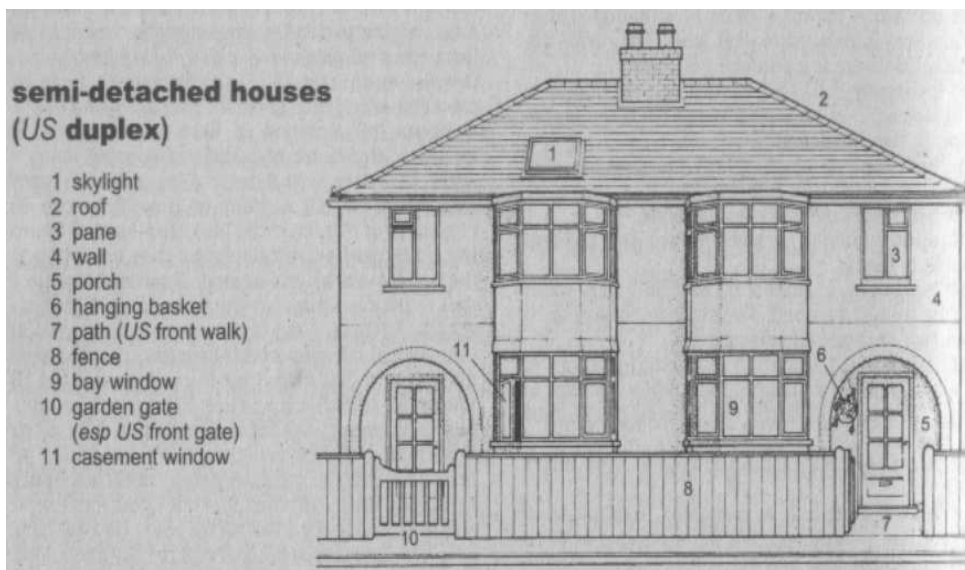 semi-detached houses
(US duplex)
1 skylight
2 roof
3 pane
4 wall
5 porch
6 hanging basket
7 path (US front walk)
8 fence
9 bay window
10 garden gate
(esp US front gate)
11 casement window
2
1
3
4
11
6
9
5
8
7
10